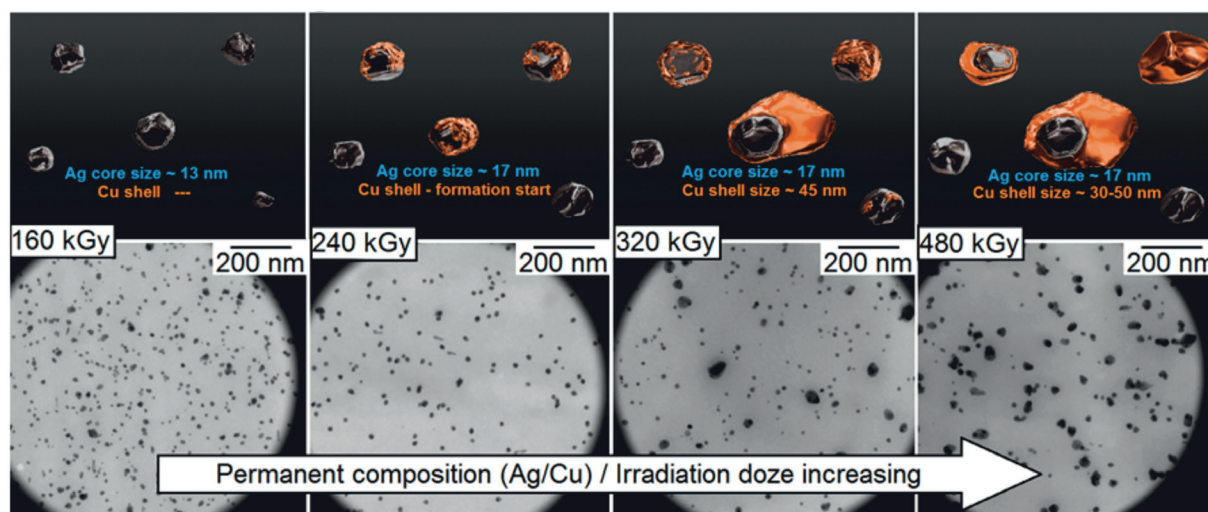 Ag core size ~ 13 nm
Cu shell ---
160 kGy
200 nm
Ag core size ~ 17 nm
Cu shell - formation start
240 kGy
200 nm
Ag core size ~ 17 nm
Cu shell size ~ 45 nm
320 kGy
200 nm
Ag core size ~ 17 nm
Cu shell size ~ 30-50 nm
480 kGy
200 nm
Permanent composition (Ag/Cu) / Irradiation doze increasing